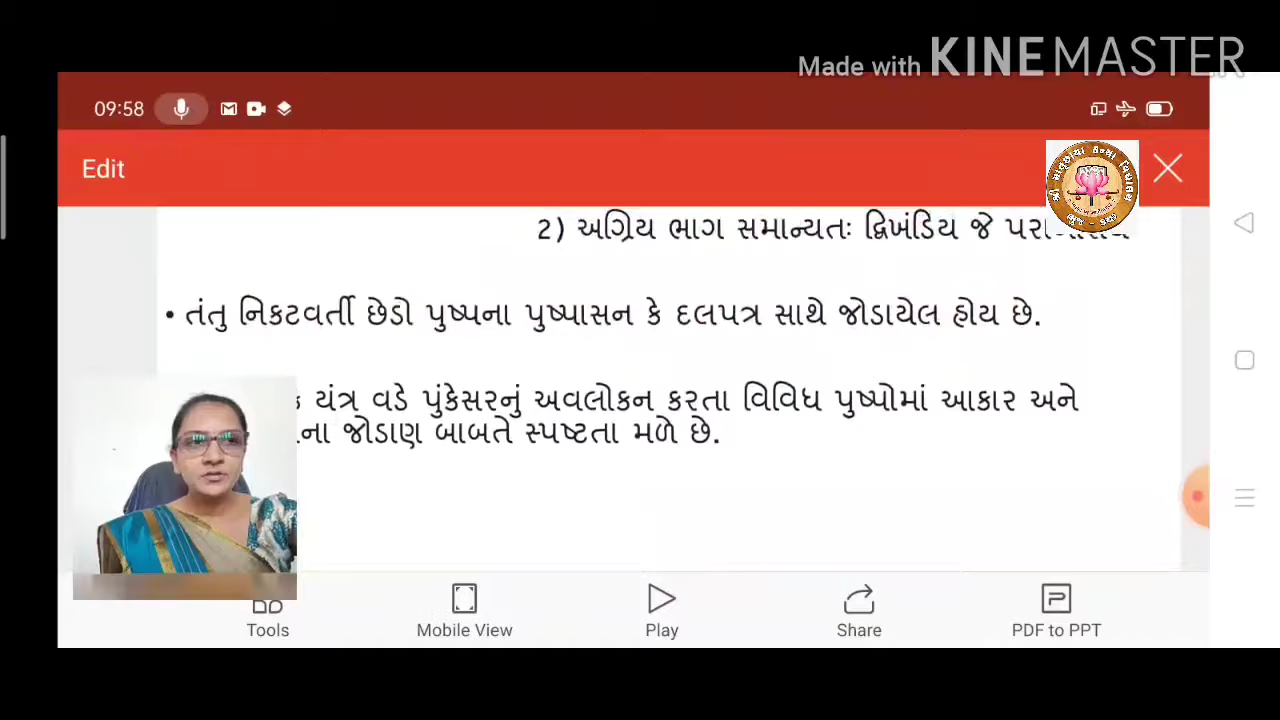 Made with KINEMASTER
09:58
Edit
2) અગ્રિય ભાગ સમાન્યતઃ દ્વિખંડિય જે
• તંતુ નિકટવર્તી છેડો પુષ્પના પુષ્પાસન કે દલપત્ર સાથે જોડાયેલ હોય છે.
યંત્ર વડે પુંકેસરનું અવલોકન કરતા વિવિધ પુષ્પોમાં આકાર અને
જોડાણ બાબતે સ્પષ્ટતા મળે છે.
Tools Mobile View Play Share PDF to PPT